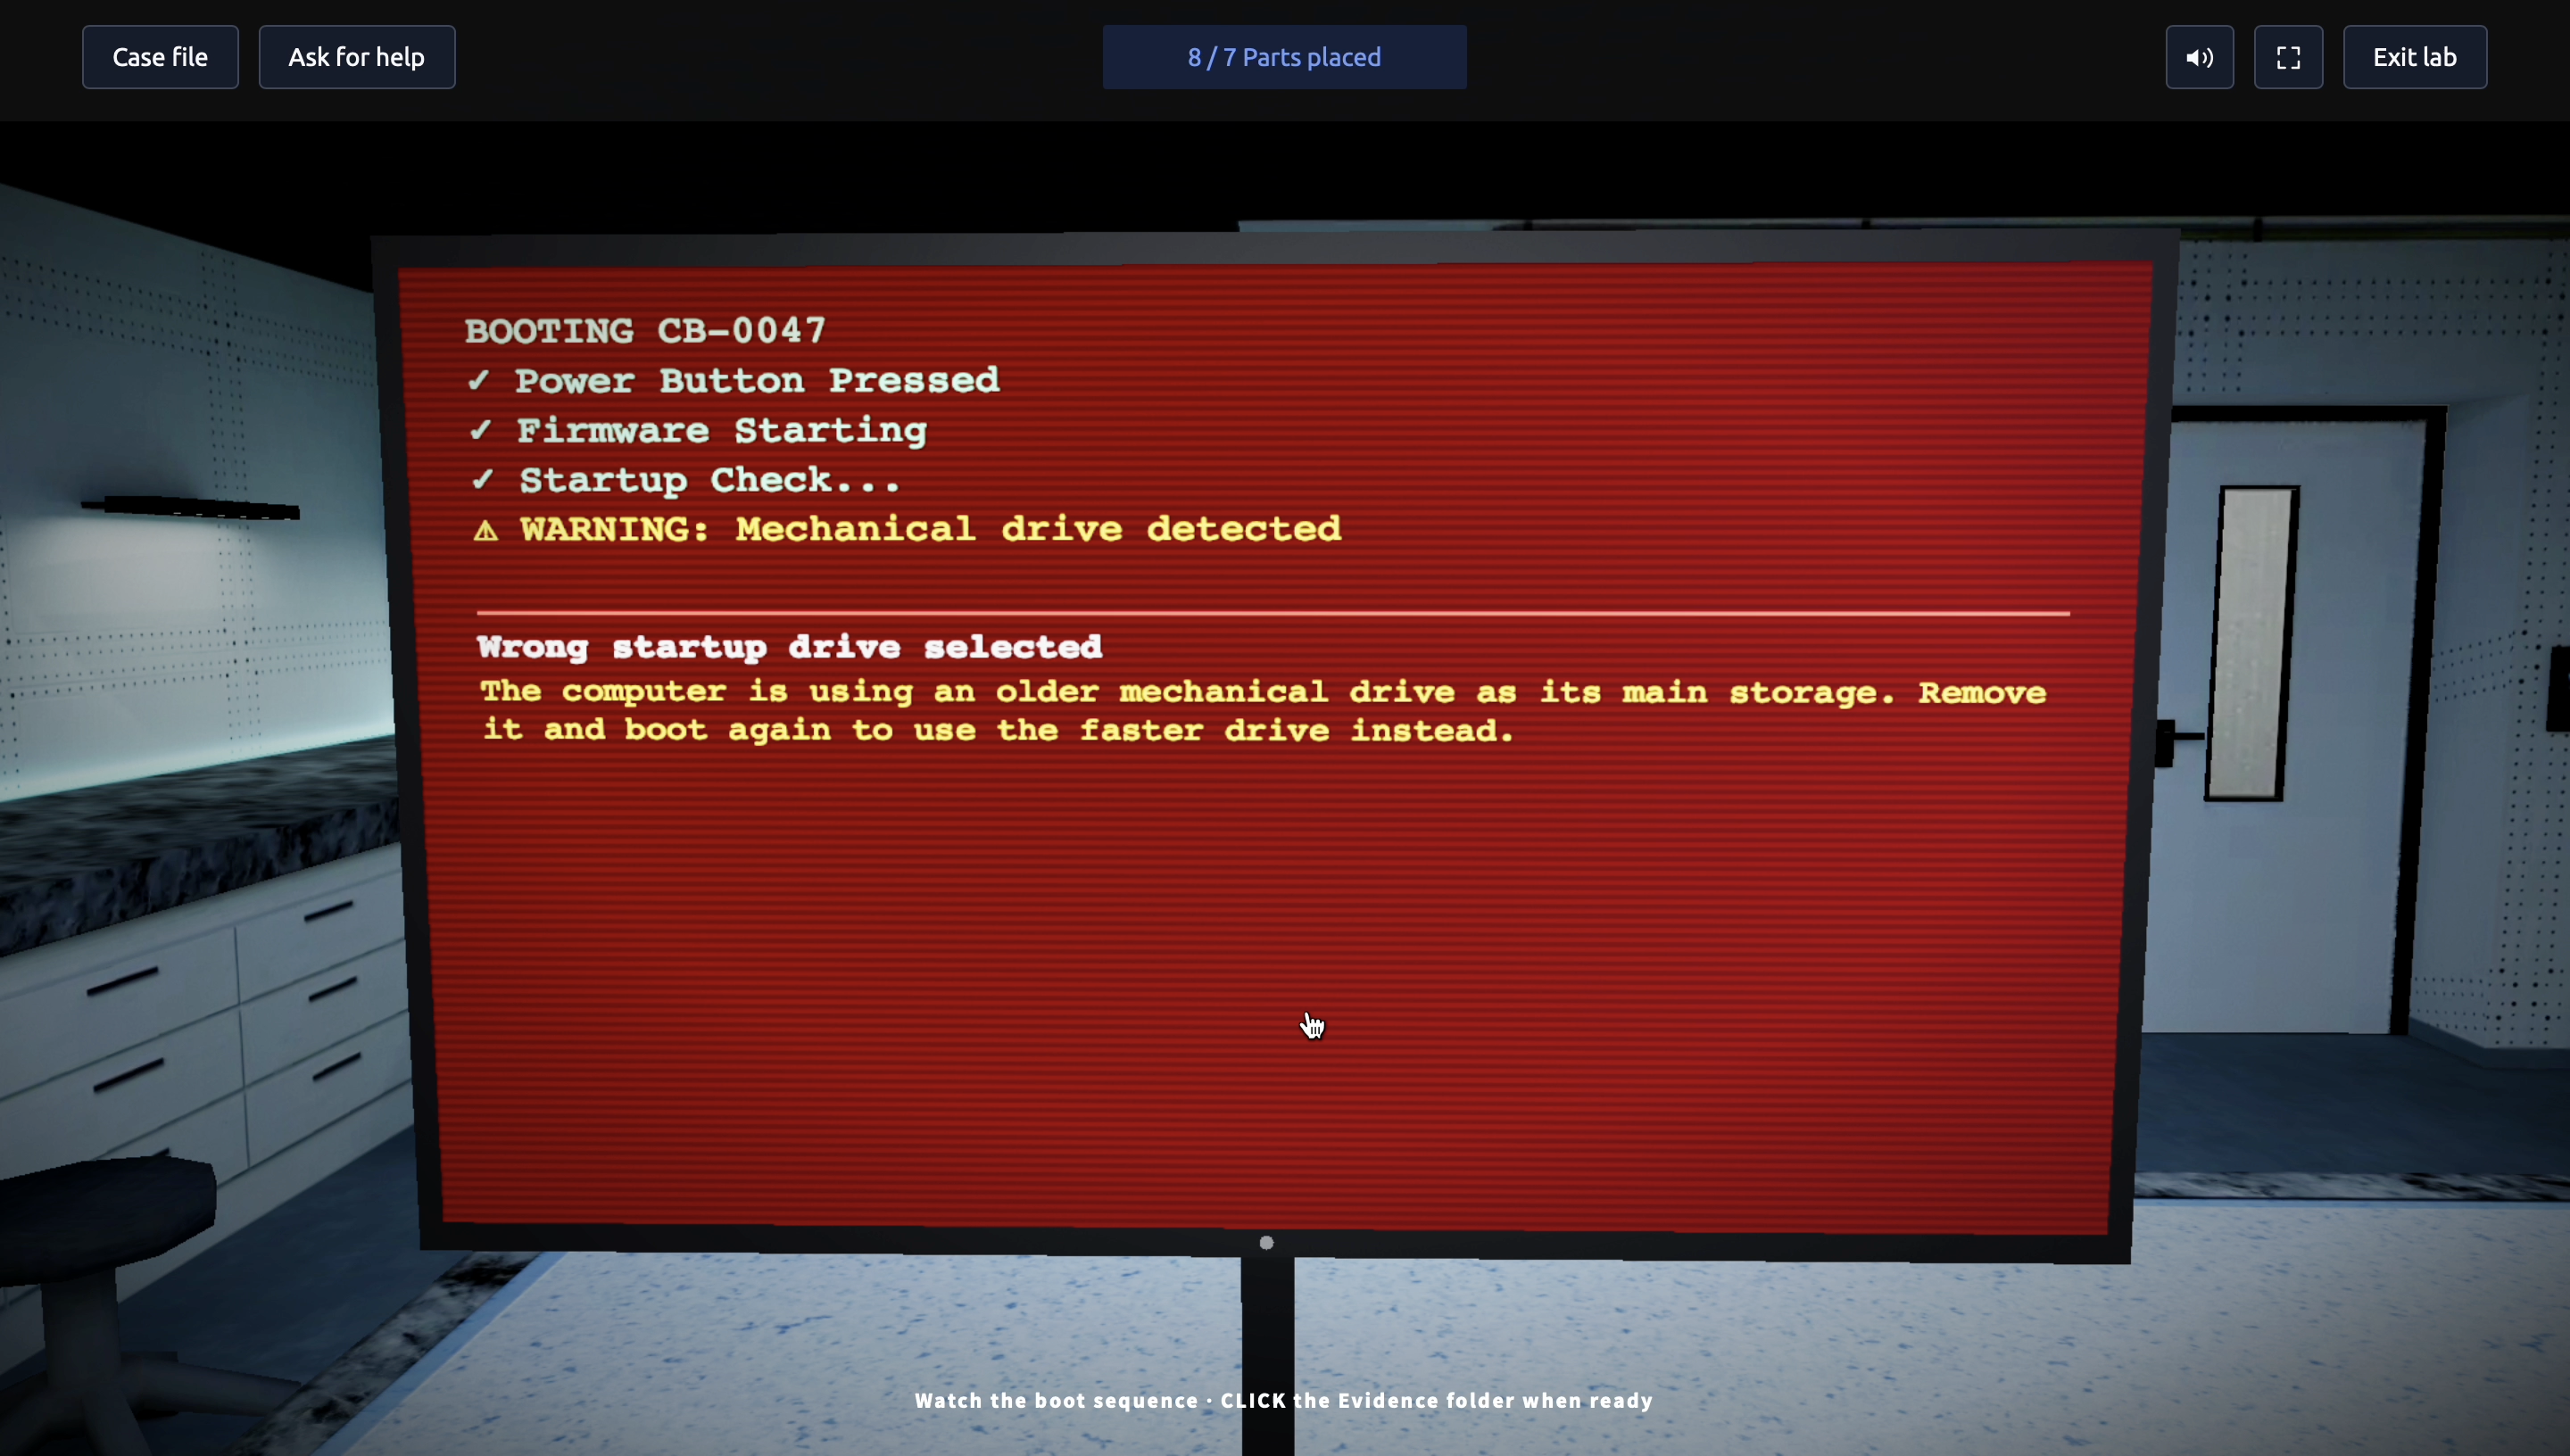 Case file
Ask for help
8 / 7 Parts placed
Exit lab
BOOTING CB-0047
✓ Power Button Pressed
✓ Firmware Starting
✓ Startup Check...
⚠ WARNING: Mechanical drive detected
Wrong startup drive selected
The computer is using an older mechanical drive as its main storage. Remove
it and boot again to use the faster drive instead.
Watch the boot sequence · CLICK the Evidence folder when ready